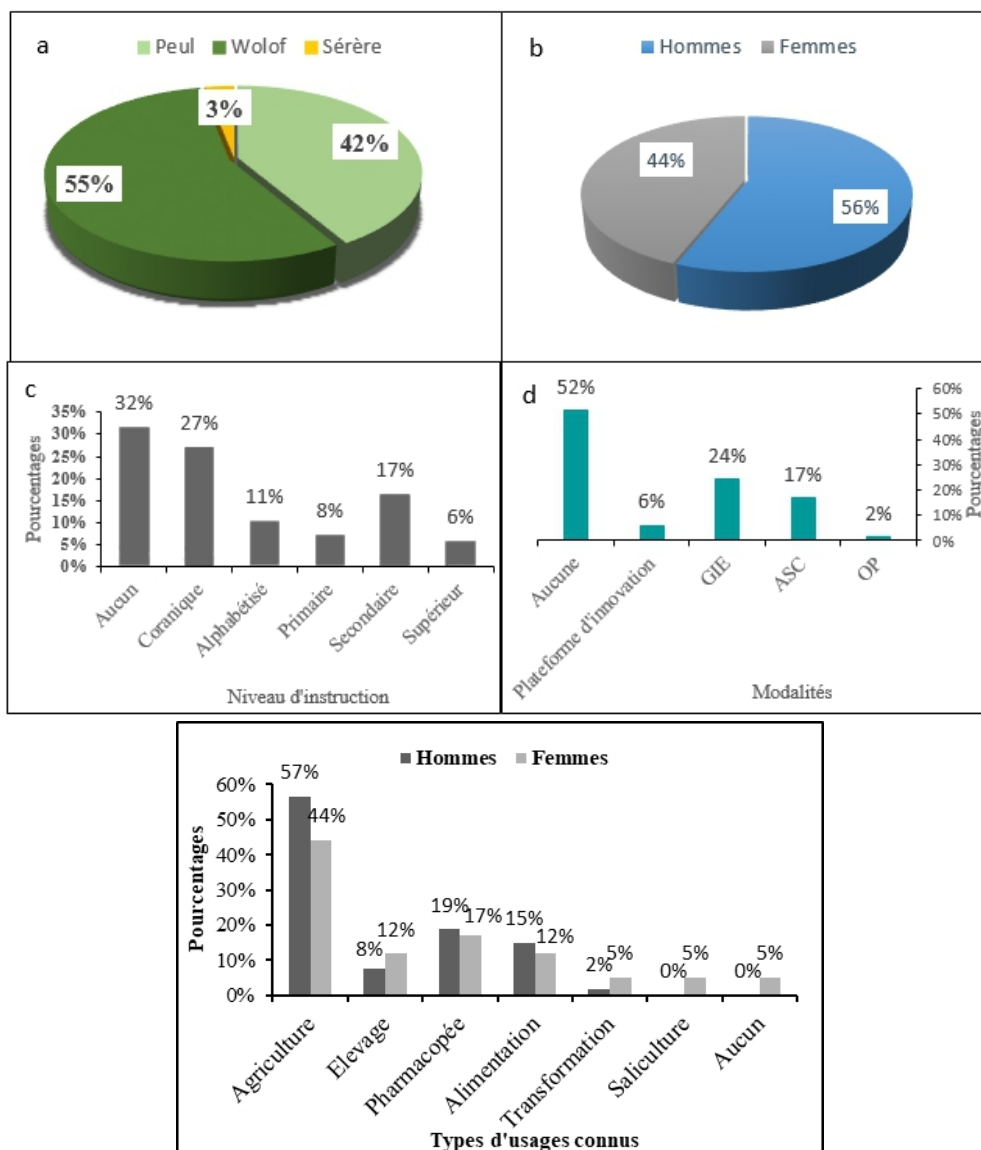 a
Peul Wolof Sérère
3%
42%
55%
b
Hommes Femmes
44%
56%
c
Pourcentages
35%
30%
25%
20%
15%
10%
5%
0%
32%
27%
11%
8%
17%
6%
Aucun
Coranique
Alphabétisé
Primaire
Secondaire
Supérieur
Niveau d'instruction
d
52%
6%
24%
17%
2%
60%
50%
40%
30%
20%
10%
0%
Pourcentages
Aucune
Plateforme d'innovation
GIE
ASC
OP
Modalités
Hommes Femmes
Pourcentages
60%
50%
40%
30%
20%
10%
0%
57%
44%
8%
12%
19%
17%
15%
12%
2%
5%
0%
5%
0%
5%
Agriculture
Elevage
Pharmacopée
Alimentation
Transformation
Saliculture
Aucun
Types d'usages connus